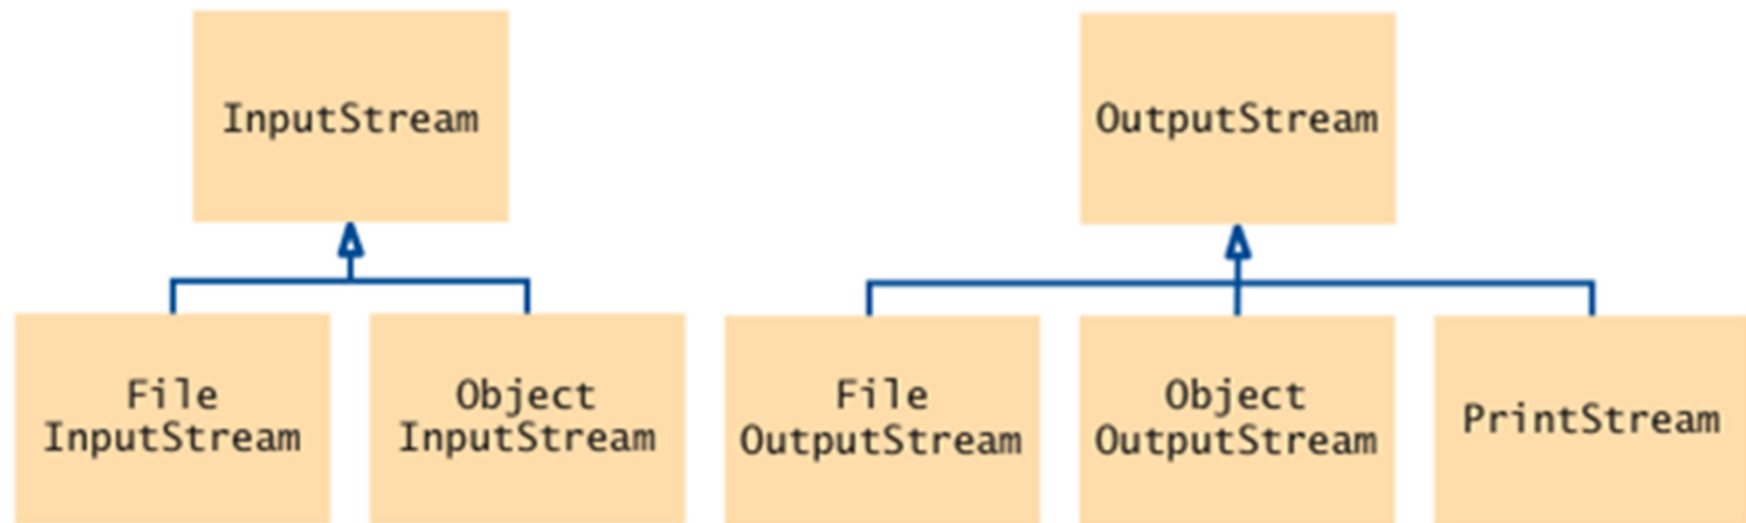 InputStream
OutputStream
File
InputStream
Object
InputStream
File
OutputStream
Object
OutputStream
PrintStream